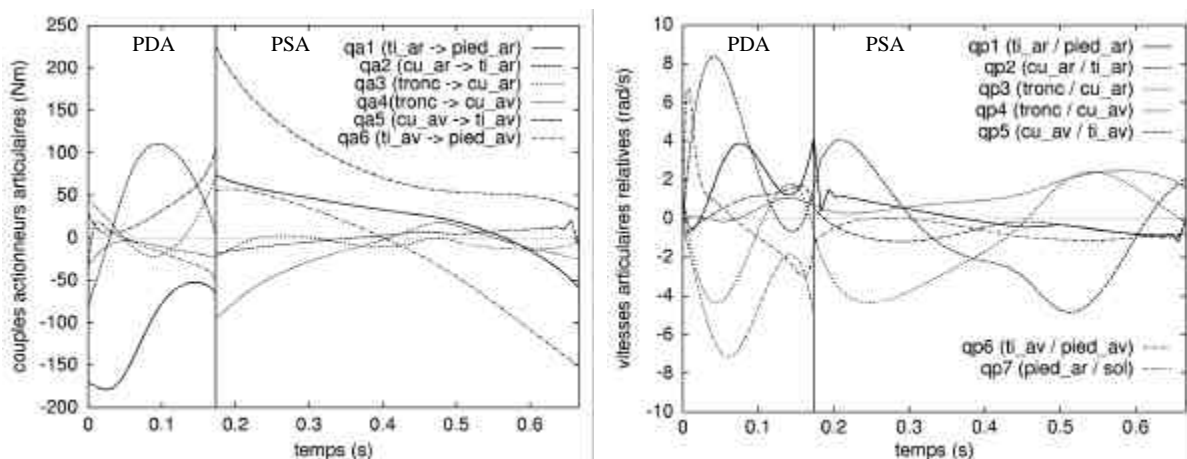 PDA
PSA
qa1 (ti_ar -> pied_ar)
qa2 (cu_ar -> ti_ar)
qa3 (tronc -> cu_ar)
qa4(tronc -> cu_av)
qa5 (cu_av -> ti_av)
qa6 (ti_av -> pied_av)
couples actionneurs articulaires (Nm)
250
200
150
100
50
0
-50
-100
-150
-200
0
0.1
0.2
0.3
0.4
0.5
0.6
temps (s)
PDA
PSA
qp1 (ti_ar / pied_ar)
qp2 (cu_ar / ti_ar)
qp3 (tronc / cu_ar)
qp4 (tronc / cu_av)
qp5 (cu_av / ti_av)
qp6 (ti_av / pied_av)
qp7 (pied_ar / sol)
vitesses articulaires relatives (rad/s)
10
8
6
4
2
0
-2
-4
-6
-8
-10
0
0.1
0.2
0.3
0.4
0.5
0.6
temps (s)